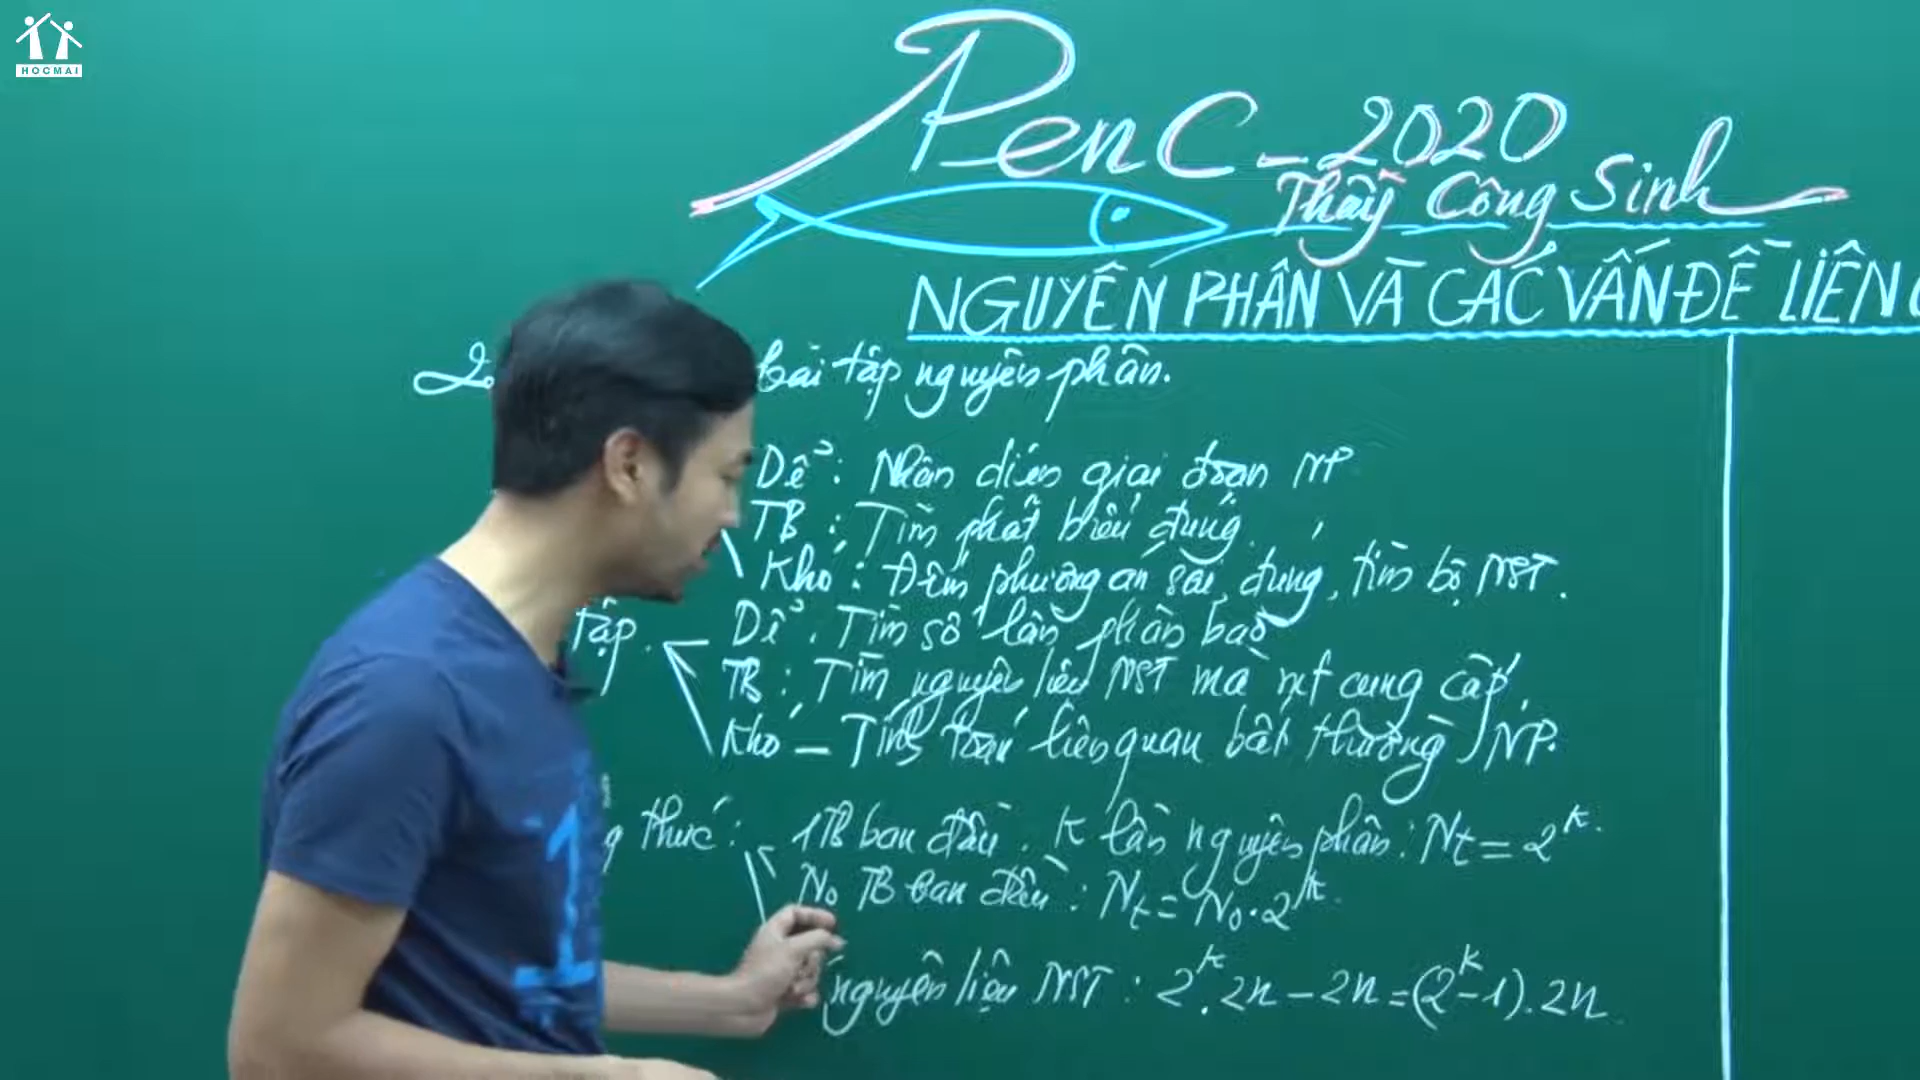 HOCMAI
Pen C - 2020
Thầy Công Sinh
NGUYÊN PHÂN VÀ CÁC VẤN ĐỀ LIÊN
2. bài tập nguyên phân.
Dễ: Nhận diện giai đoạn NP
TB: Tìm phát biểu đúng.
Khó: Đếm phương án sai, đúng, tìm bộ NST.
tập. Dễ. Tìm số lần phân bào
TB: Tìm nguyên liệu NST mà mt cung cấp.
Khó – Tính toán liên quan bất thường NP.
g thức: 1TB ban đầu. K lần nguyên phân: Nt = 2^k.
No TB ban đầu: Nt = No.2^k.
nguyên liệu NST: 2^k.2n – 2n = (2^k – 1).2n